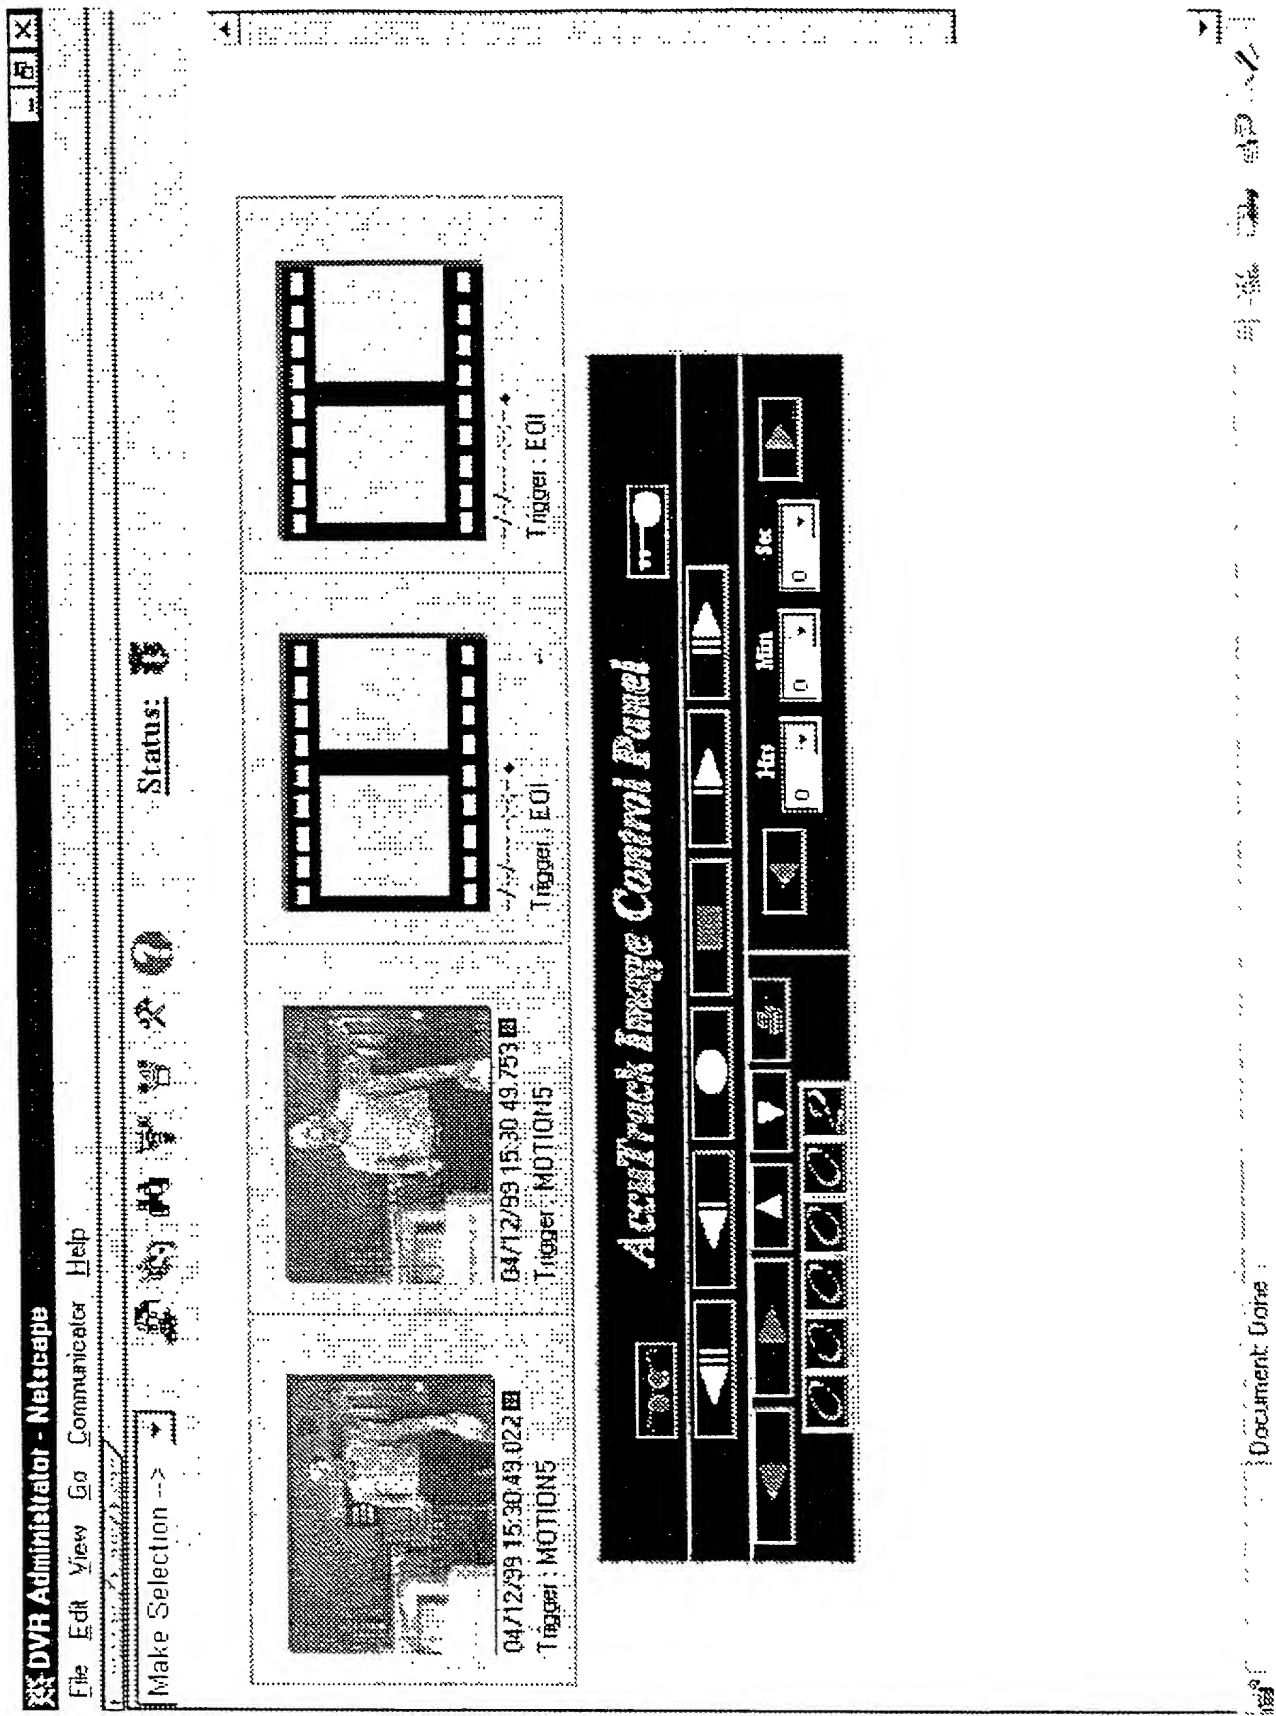 DVR Administrator - Netscape
File Edit View Go Communicator Help
Make Selection -->
Status:
04/12/99 15:30:49.022
Trigger : MOTION5
04/12/99 15:30:49.753
Trigger : MOTION5
Trigger : EOI
Trigger : EOI
AccuTrack Image Control Panel
Hrs Min Sec
0 0 0
Document: Done